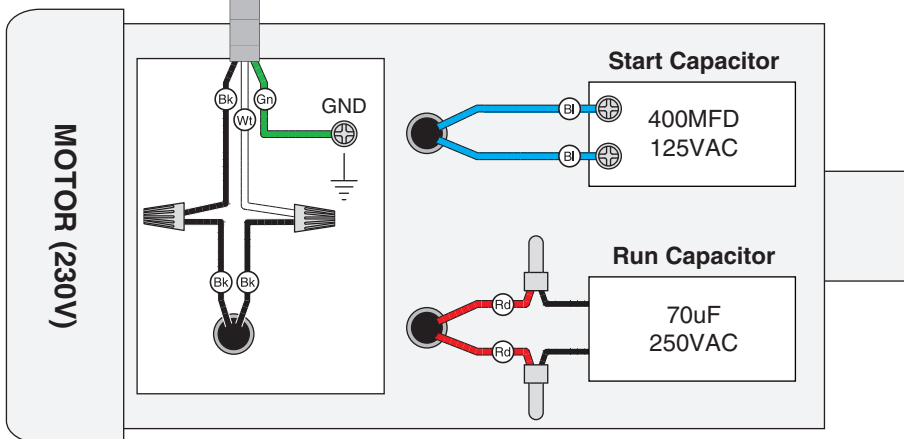 MOTOR (230V)
Bk
Wt
Gn
GND
Bk
Bk
Start Capacitor
Bl
Bl
400MFD
125VAC
Run Capacitor
Rd
Rd
70uF
250VAC